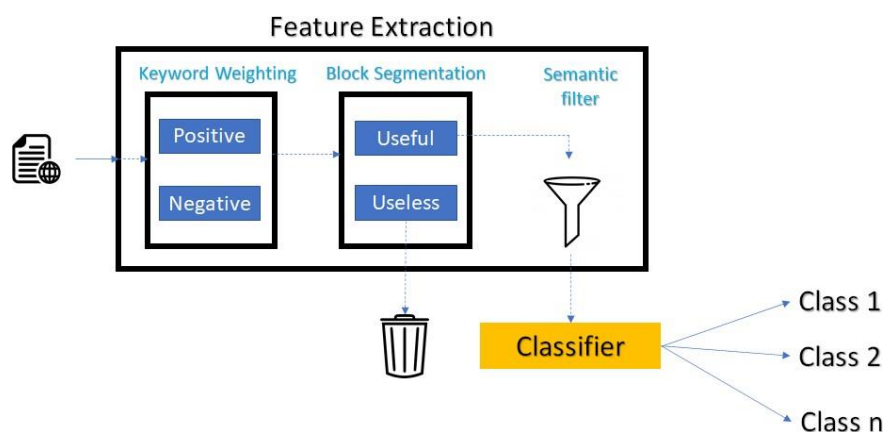 Feature Extraction
Keyword Weighting
Block Segmentation
Semantic
filter
Positive
Negative
Useful
Useless
Classifier
Class 1
Class 2
Class n